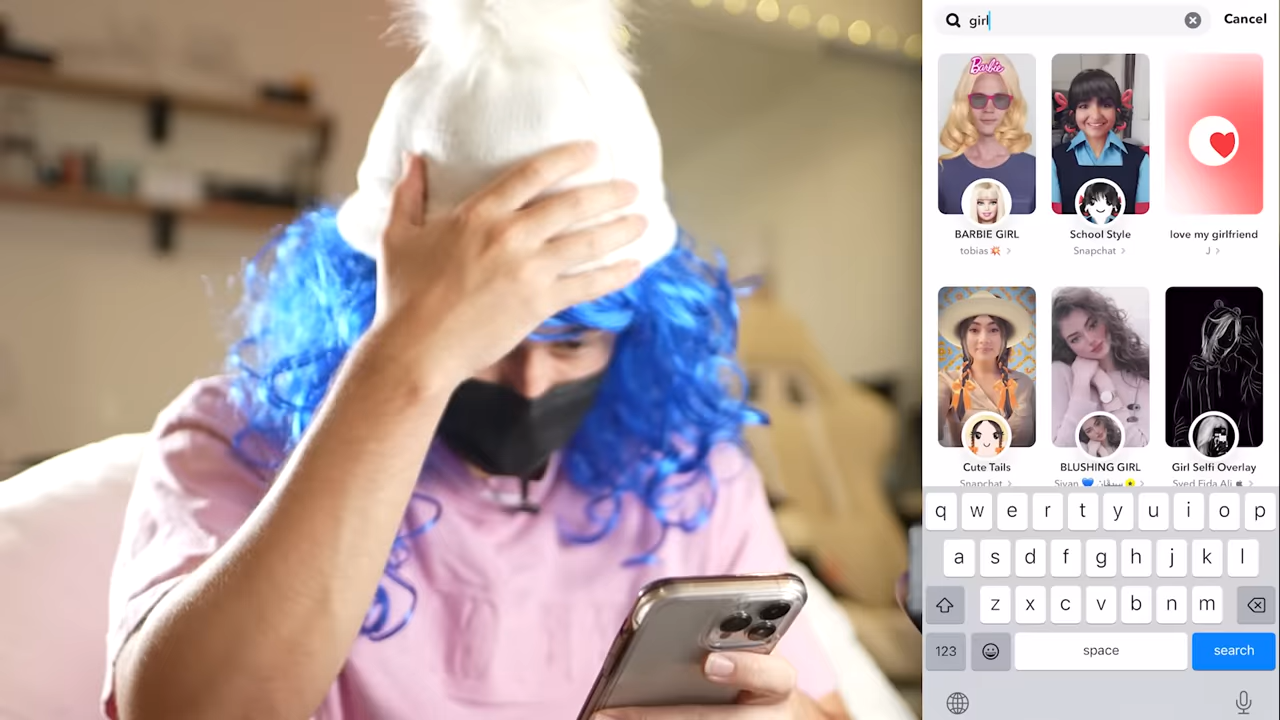 girl
Cancel
Barbie
BARBIE GIRL
School Style
love my girlfriend
tobias
Snapchat
J
Cute Tails
BLUSHING GIRL
Girl Selfi Overlay
Snapchat
Sivan
Syed Fida Ali
q w e r t y u i o p
a s d f g h j k l
z x c v b n m
123
space
search